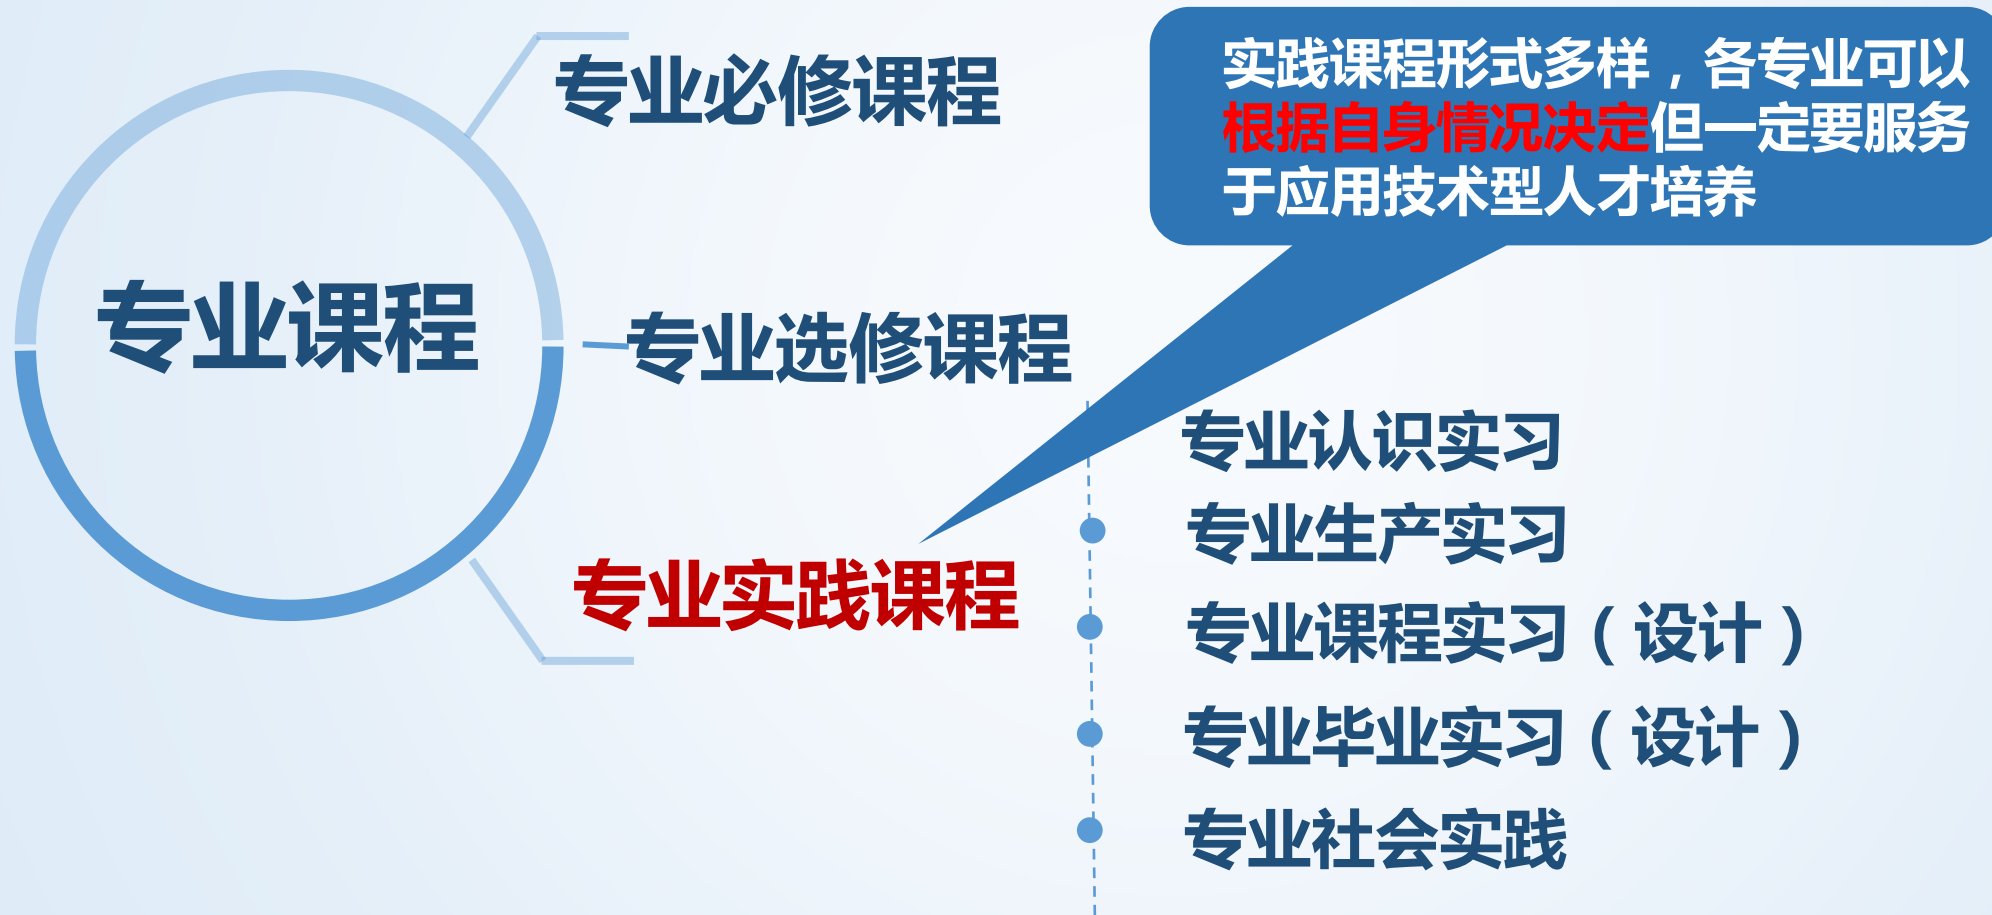 专业课程
专业必修课程
专业选修课程
专业实践课程
实践课程形式多样，各专业可以
根据自身情况决定但一定要服务
于应用技术型人才培养
专业认识实习
专业生产实习
专业课程实习（设计）
专业毕业实习（设计）
专业社会实践